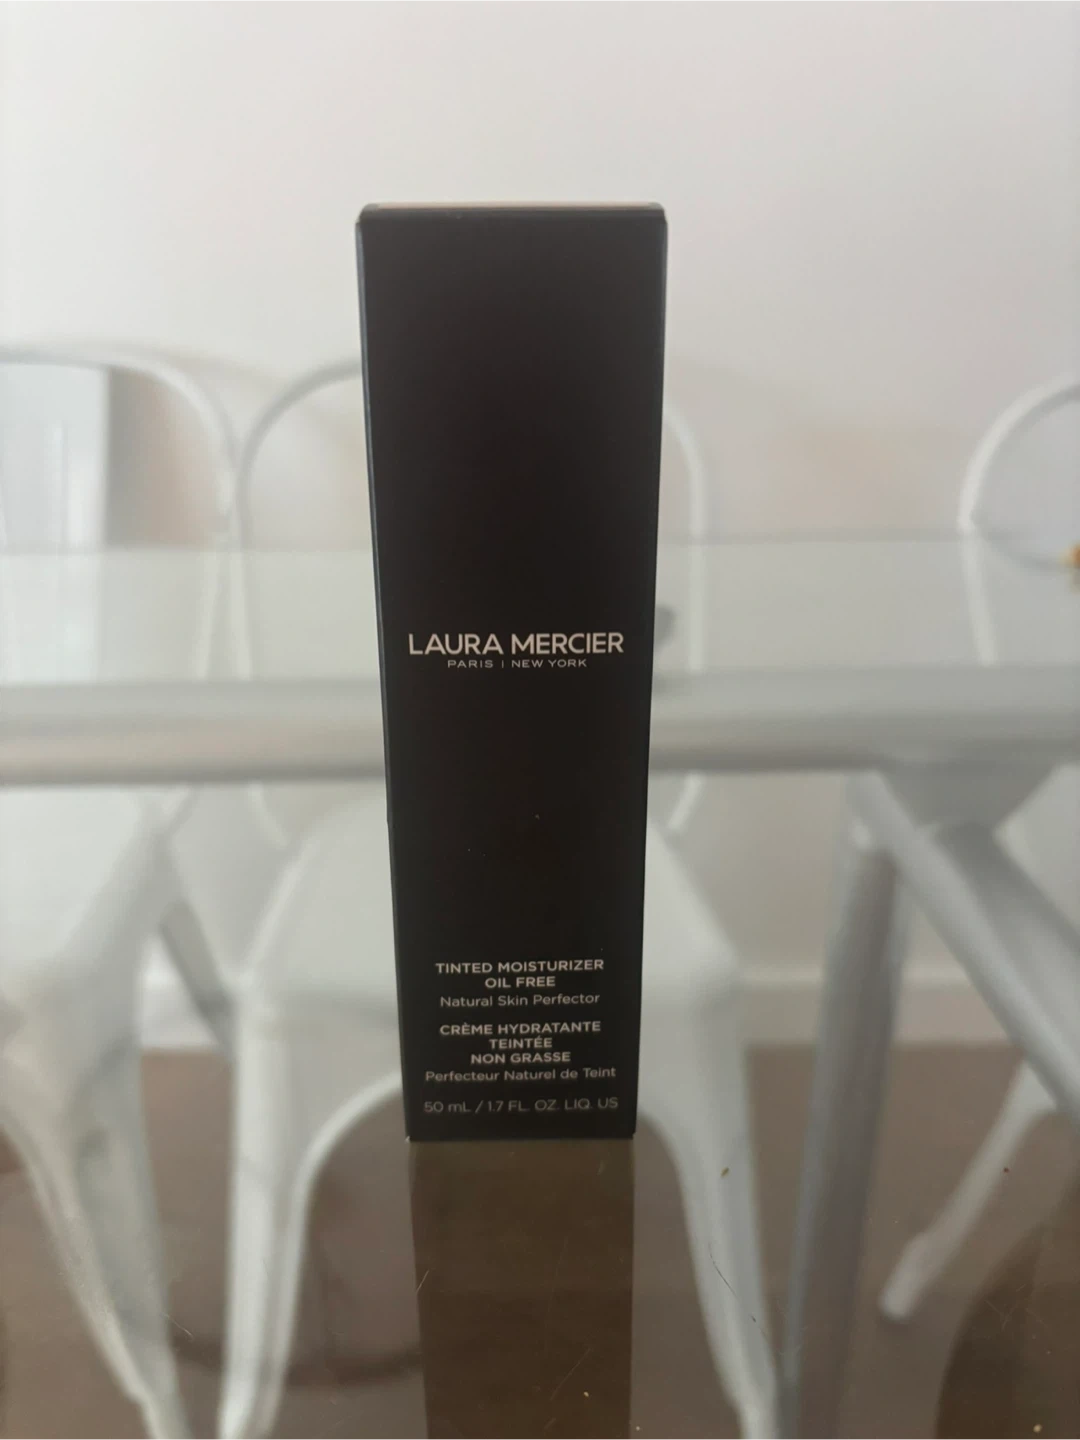 LAURA MERCIER
PARIS | NEW YORK
TINTED MOISTURIZER
OIL FREE
Natural Skin Perfector
CRÈME HYDRATANTE
TEINTÉE
NON GRASSE
Perfecteur Naturel de Teint
50 mL / 1.7 FL. OZ. LIQ. US